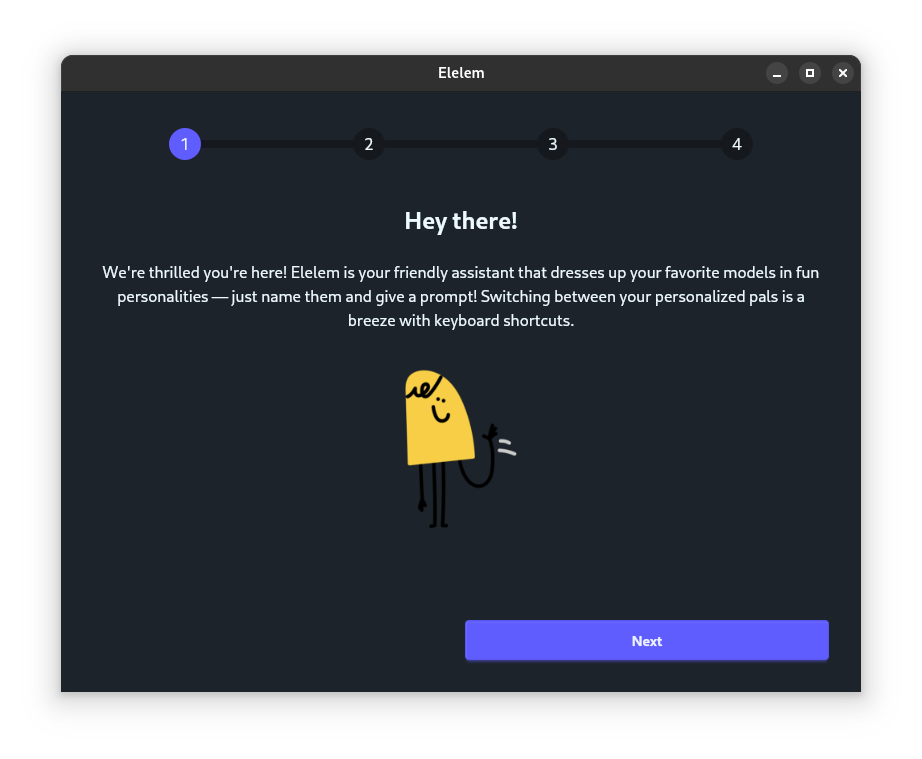 Elelem
1
2
3
4
Hey there!
We're thrilled you're here! Elelem is your friendly assistant that dresses up your favorite models in fun
personalities — just name them and give a prompt! Switching between your personalized pals is a
breeze with keyboard shortcuts.
Next